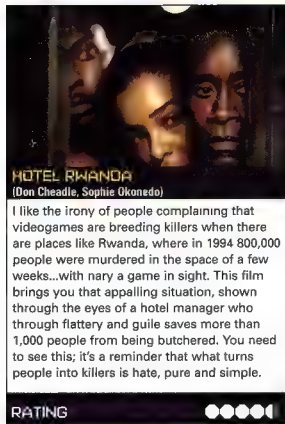 HOTEL RWANDA
(Don Cheadle, Sophie Okonedo)
I like the irony of people complaining that
videogames are breeding killers when there
are places like Rwanda, where in 1994 800,000
people were murdered in the space of a few
weeks...with nary a game in sight. This film
brings you that appalling situation, shown
through the eyes of a hotel manager who
through flattery and guile saves more than
1,000 people from being butchered. You need
to see this; it's a reminder that what turns
people into killers is hate, pure and simple.
RATING